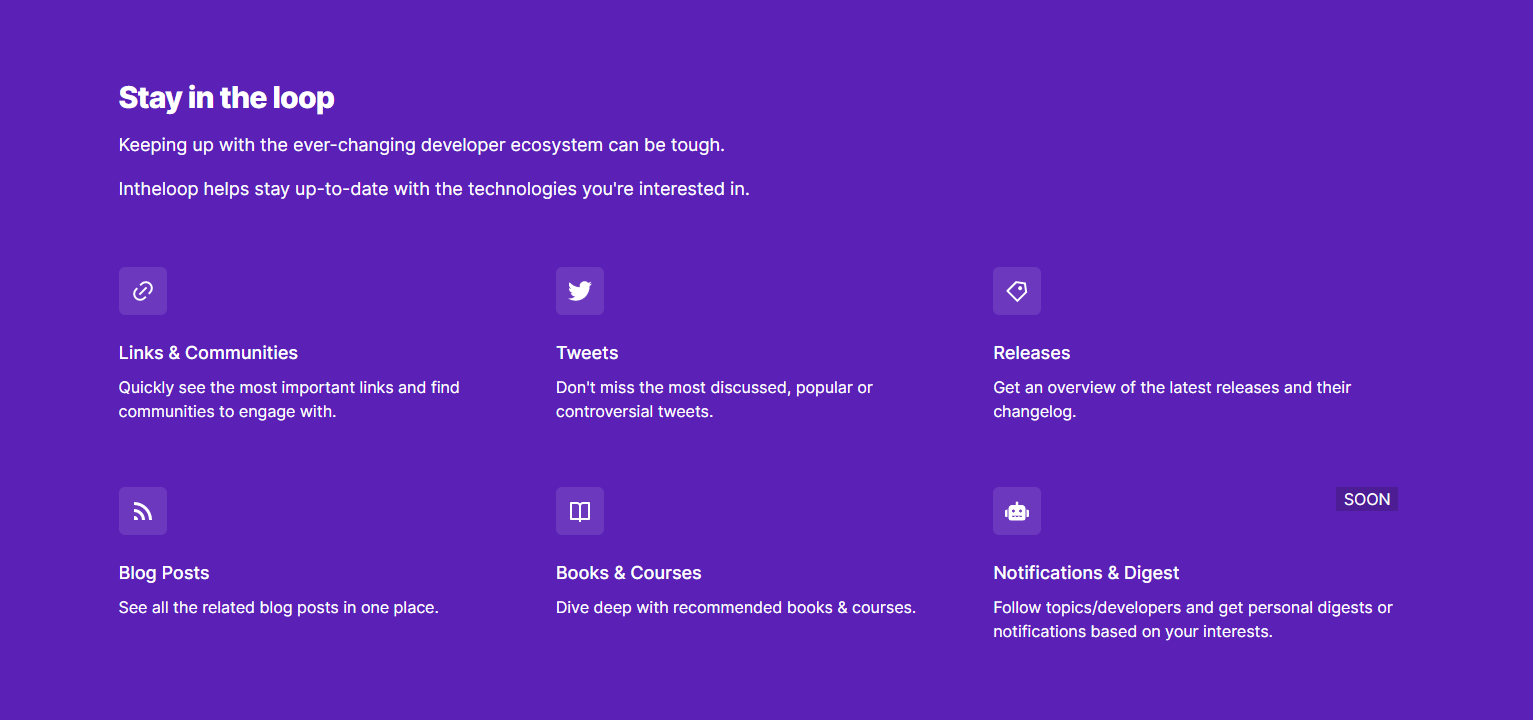 Stay in the loop
Keeping up with the ever-changing developer ecosystem can be tough.
Intheloop helps stay up-to-date with the technologies you're interested in.
Links & Communities
Quickly see the most important links and find
communities to engage with.
Tweets
Don't miss the most discussed, popular or
controversial tweets.
Releases
Get an overview of the latest releases and their
changelog.
Blog Posts
See all the related blog posts in one place.
Books & Courses
Dive deep with recommended books & courses.
SOON
Notifications & Digest
Follow topics/developers and get personal digests or
notifications based on your interests.